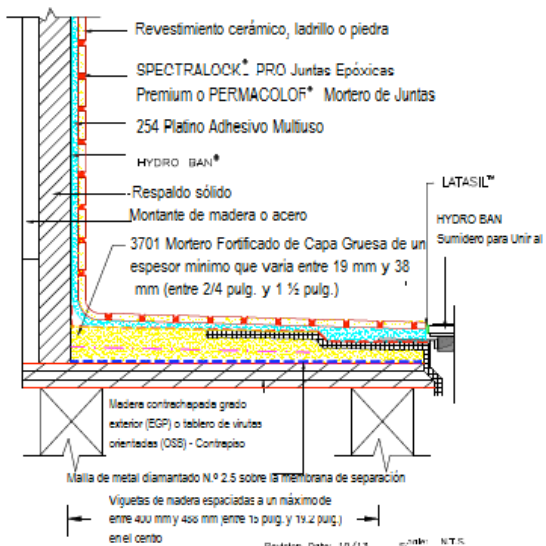 Revestimiento cerámico, ladrillo o piedra
SPECTRALOCK® PRO Juntas Epóxicas
Premium o PERMACOLOR® Mortero de Juntas
254 Platino Adhesivo Multiuso
HYDRO BAN®
Respaldo sólido
Montante de madera o acero
3701 Mortero Fortificado de Capa Gruesa de un
espesor minimo que varia entre 19 mm y 38
mm (entre 2/4 pulg. y 1 ½ pulg.)
LATASIL™
HYDRO BAN
Sumidero para Unir al
Madera contrachapada grado
exterior (EGP) o tablero de virutas
orientadas (OSB) - Contrapiso
Malla de metal diamantado N.º 2.5 sobre la membrana de separación
Viguetas de madera espaciadas a un máximo de
entre 400 mm y 488 mm (entre 15 pulg. y 19.2 pulg.)
en el centro
N.T.S.